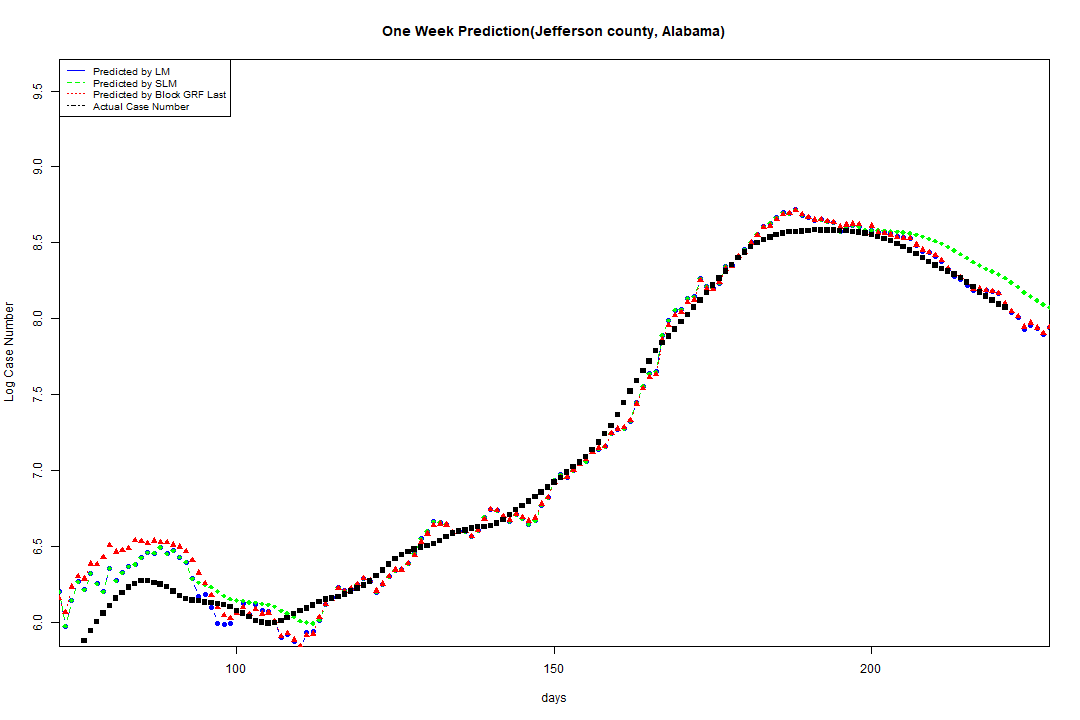 One Week Prediction(Jefferson county, Alabama)
Predicted by LM
Predicted by SLM
Predicted by Block GRF Last
Actual Case Number
9.5
9.0
8.5
8.0
7.5
7.0
6.5
6.0
Log Case Number
100
150
200
days